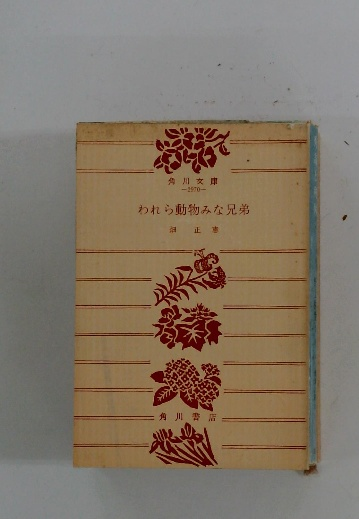 角川文庫
—1970—
われら動物みな兄弟
畑正憲
角川書店